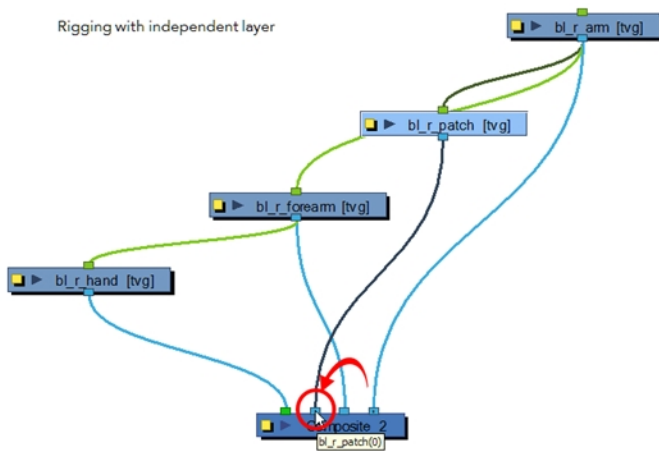 Rigging with independent layer
bl_r_arm [tvg]
bl_r_patch [tvg]
bl_r_forearm [tvg]
bl_r_hand [tvg]
Composite_2
bl_r_patch(0)